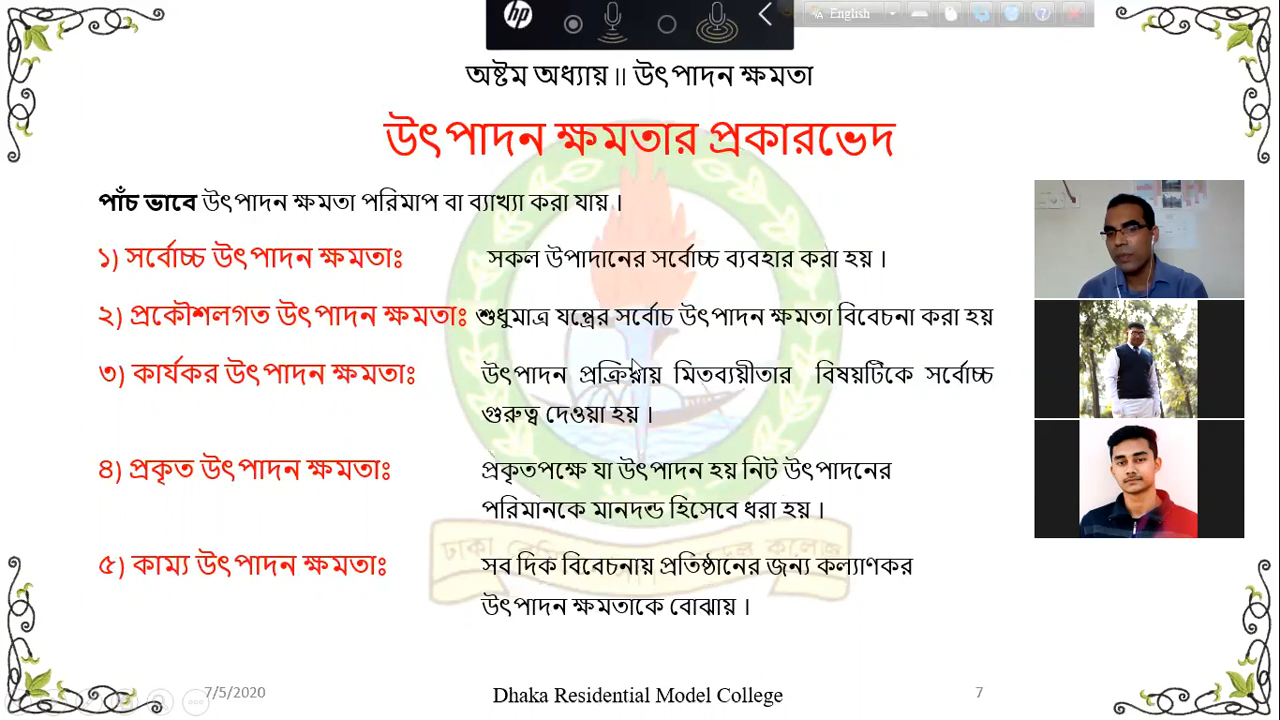 hp
English
অষ্টম অধ্যায় ॥ উৎপাদন ক্ষমতা
উৎপাদন ক্ষমতার প্রকারভেদ
পাঁচ ভাবে উৎপাদন ক্ষমতা পরিমাপ বা ব্যাখ্যা করা যায় ।
১) সর্বোচ্চ উৎপাদন ক্ষমতাঃ সকল উপাদানের সর্বোচ্চ ব্যবহার করা হয় ।
২) প্রকৌশলগত উৎপাদন ক্ষমতাঃ শুধুমাত্র যন্ত্রের সর্বোচ উৎপাদন ক্ষমতা বিবেচনা করা হয়
৩) কার্যকর উৎপাদন ক্ষমতাঃ উৎপাদন প্রক্রিয়ায় মিতব্যয়ীতার বিষয়টিকে সর্বোচ্চ
গুরুত্ব দেওয়া হয় ।
৪) প্রকৃত উৎপাদন ক্ষমতাঃ প্রকৃতপক্ষে যা উৎপাদন হয় নিট উৎপাদনের
পরিমানকে মানদন্ড হিসেবে ধরা হয় ।
ঢাকা কলেজ
৫) কাম্য উৎপাদন ক্ষমতাঃ সব দিক বিবেচনায় প্রতিষ্ঠানের জন্য কল্যাণকর
উৎপাদন ক্ষমতাকে বোঝায় ।
7/5/2020 Dhaka Residential Model College 7